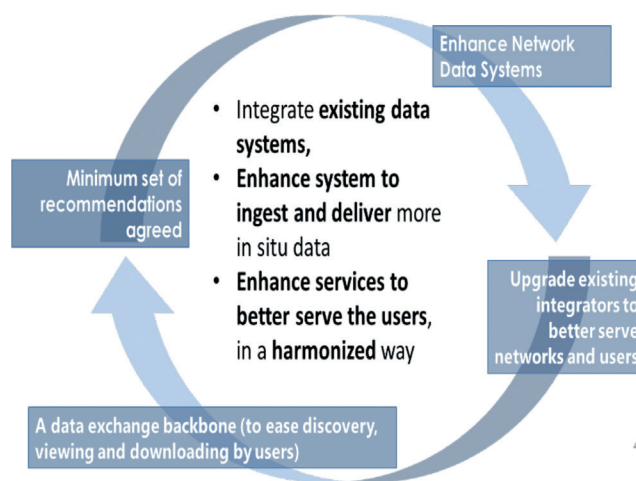 Enhance Network
Data Systems
• Integrate existing data
systems,
• Enhance system to
ingest and deliver more
in situ data
• Enhance services to
better serve the users,
in a harmonized way
Minimum set of
recommendations
agreed
Upgrade existing
integrators to
better serve
networks and users
A data exchange backbone (to ease discovery,
viewing and downloading by users)